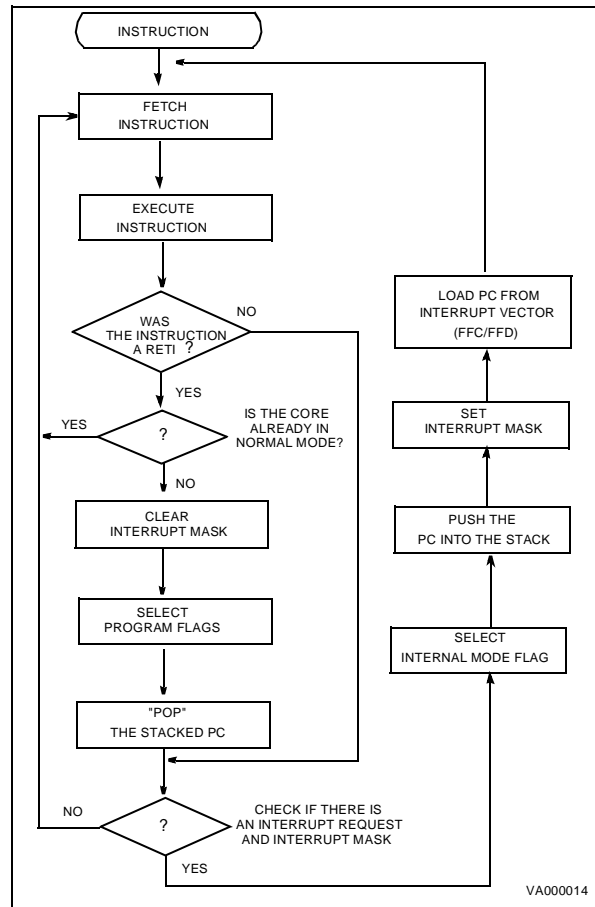 INSTRUCTION
FETCH
INSTRUCTION
EXECUTE
INSTRUCTION
WAS
THE INSTRUCTION
A RETI ?
NO
YES
?
YES
IS THE CORE
ALREADY IN
NORMAL MODE?
NO
CLEAR
INTERRUPT MASK
SELECT
PROGRAM FLAGS
"POP"
THE STACKED PC
?
NO
CHECK IF THERE IS
AN INTERRUPT REQUEST
AND INTERRUPT MASK
YES
LOAD PC FROM
INTERRUPT VECTOR
(FFC/FFD)
SET
INTERRUPT MASK
PUSH THE
PC INTO THE STACK
SELECT
INTERNAL MODE FLAG
VA000014